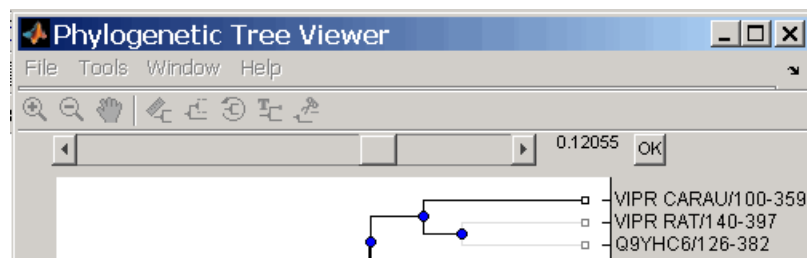 Phylogenetic Tree Viewer
File Tools Window Help
0.12055 OK
VIPR CARAU/100-359
VIPR RAT/140-397
Q9YHC6/126-382